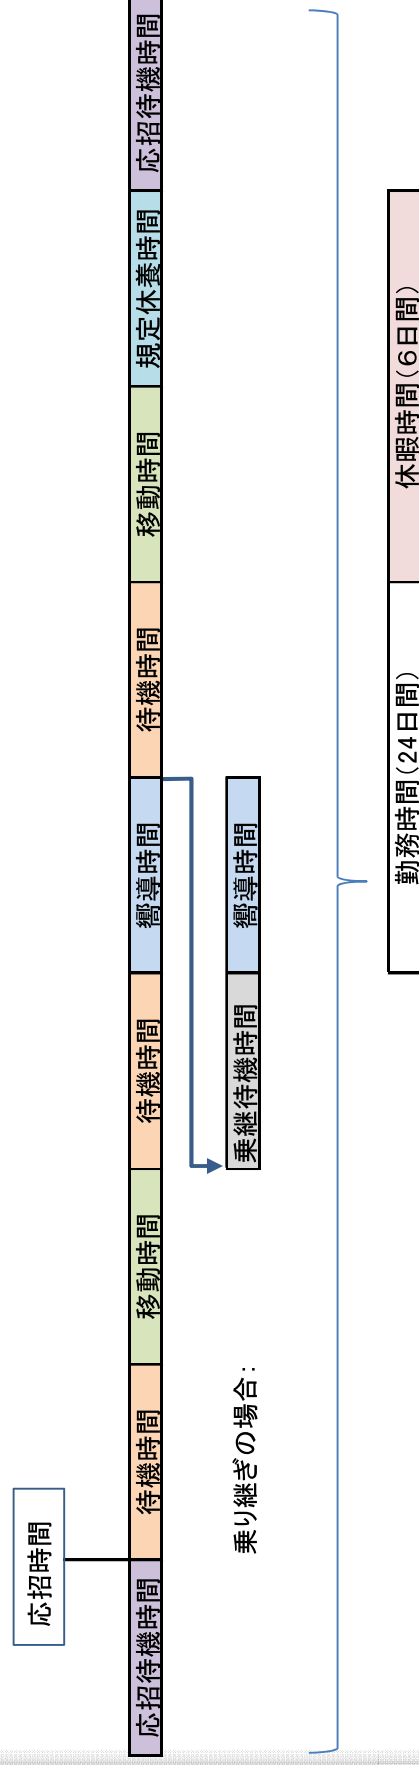 応招時間
応招待機時間
待機時間
移動時間
待機時間
嚮導時間
待機時間
移動時間
規定休養時間
応招待機時間
乗り継ぎの場合：
乗継待機時間
嚮導時間
勤務時間(24日間)
休暇時間(6日間)